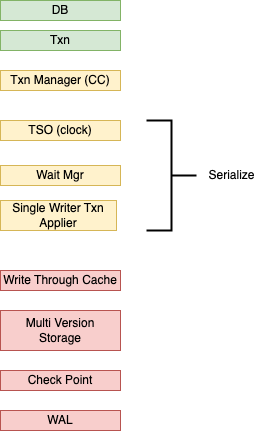 DB
Txn
Txn Manager (CC)
TSO (clock)
Wait Mgr
Serialize
Single Writer Txn
Applier
Write Through Cache
Multi Version
Storage
Check Point
WAL